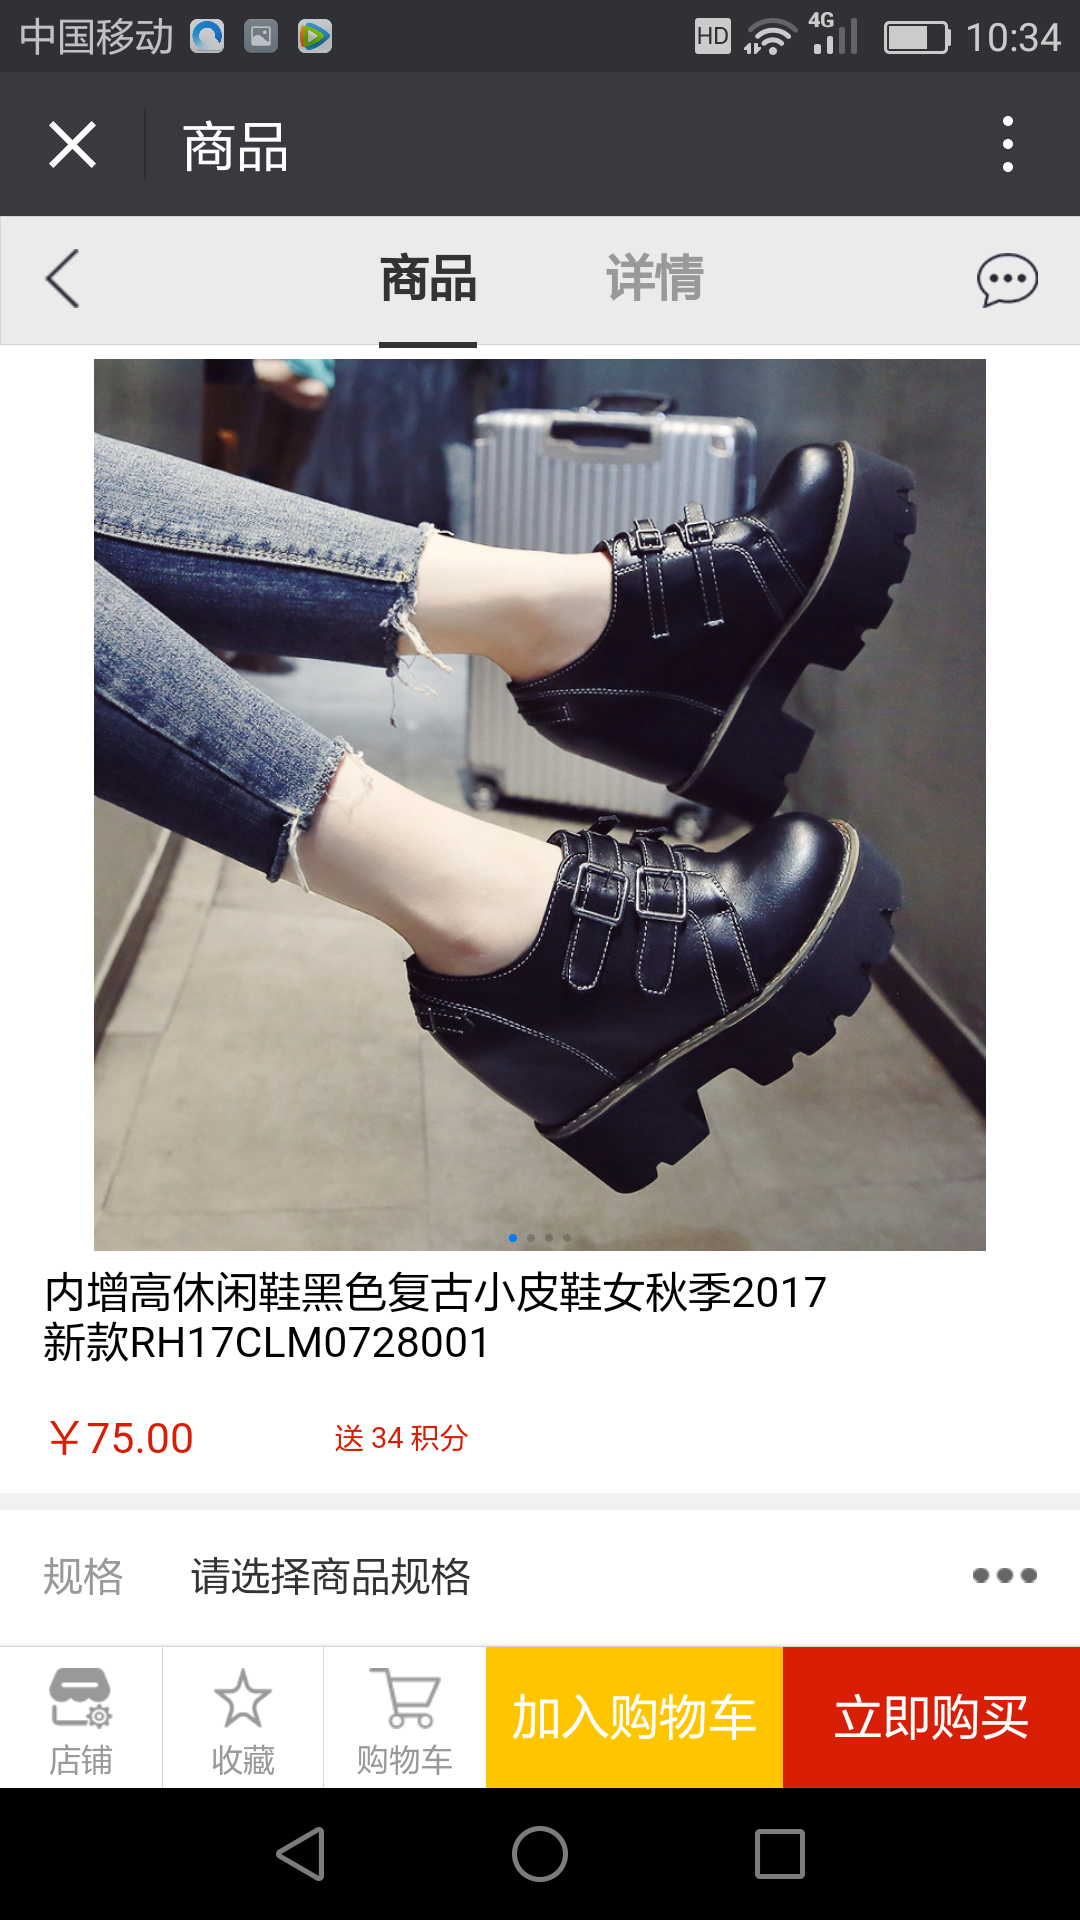 中国移动 HD 4G 10:34
商品
商品 详情
内增高休闲鞋黑色复古小皮鞋女秋季2017
新款RH17CLM0728001
￥75.00 送 34 积分
规格 请选择商品规格
店铺 收藏 购物车 加入购物车 立即购买